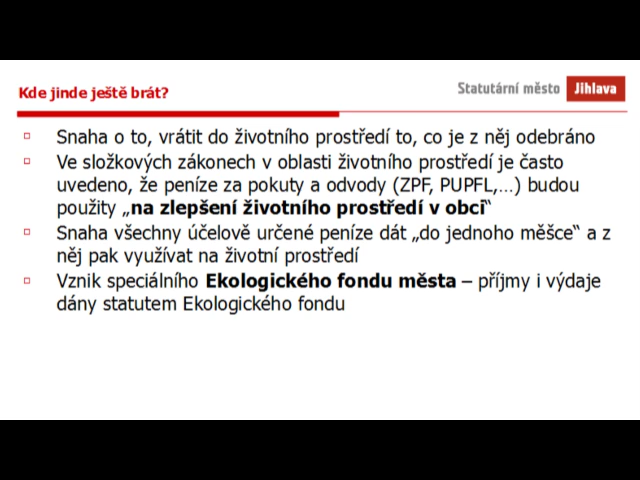 Kde jinde ještě brát?
Statutární město Jihlava
Snaha o to, vrátit do životního prostředí to, co je z něj odebráno
Ve složkových zákonech v oblasti životního prostředí je často
uvedeno, že peníze za pokuty a odvody (ZPF, PUPFL,…) budou
použity „na zlepšení životního prostředí v obci“
Snaha všechny účelově určené peníze dát „do jednoho měšce“ a z
něj pak využívat na životní prostředí
Vznik speciálního Ekologického fondu města – příjmy i výdaje
dány statutem Ekologického fondu